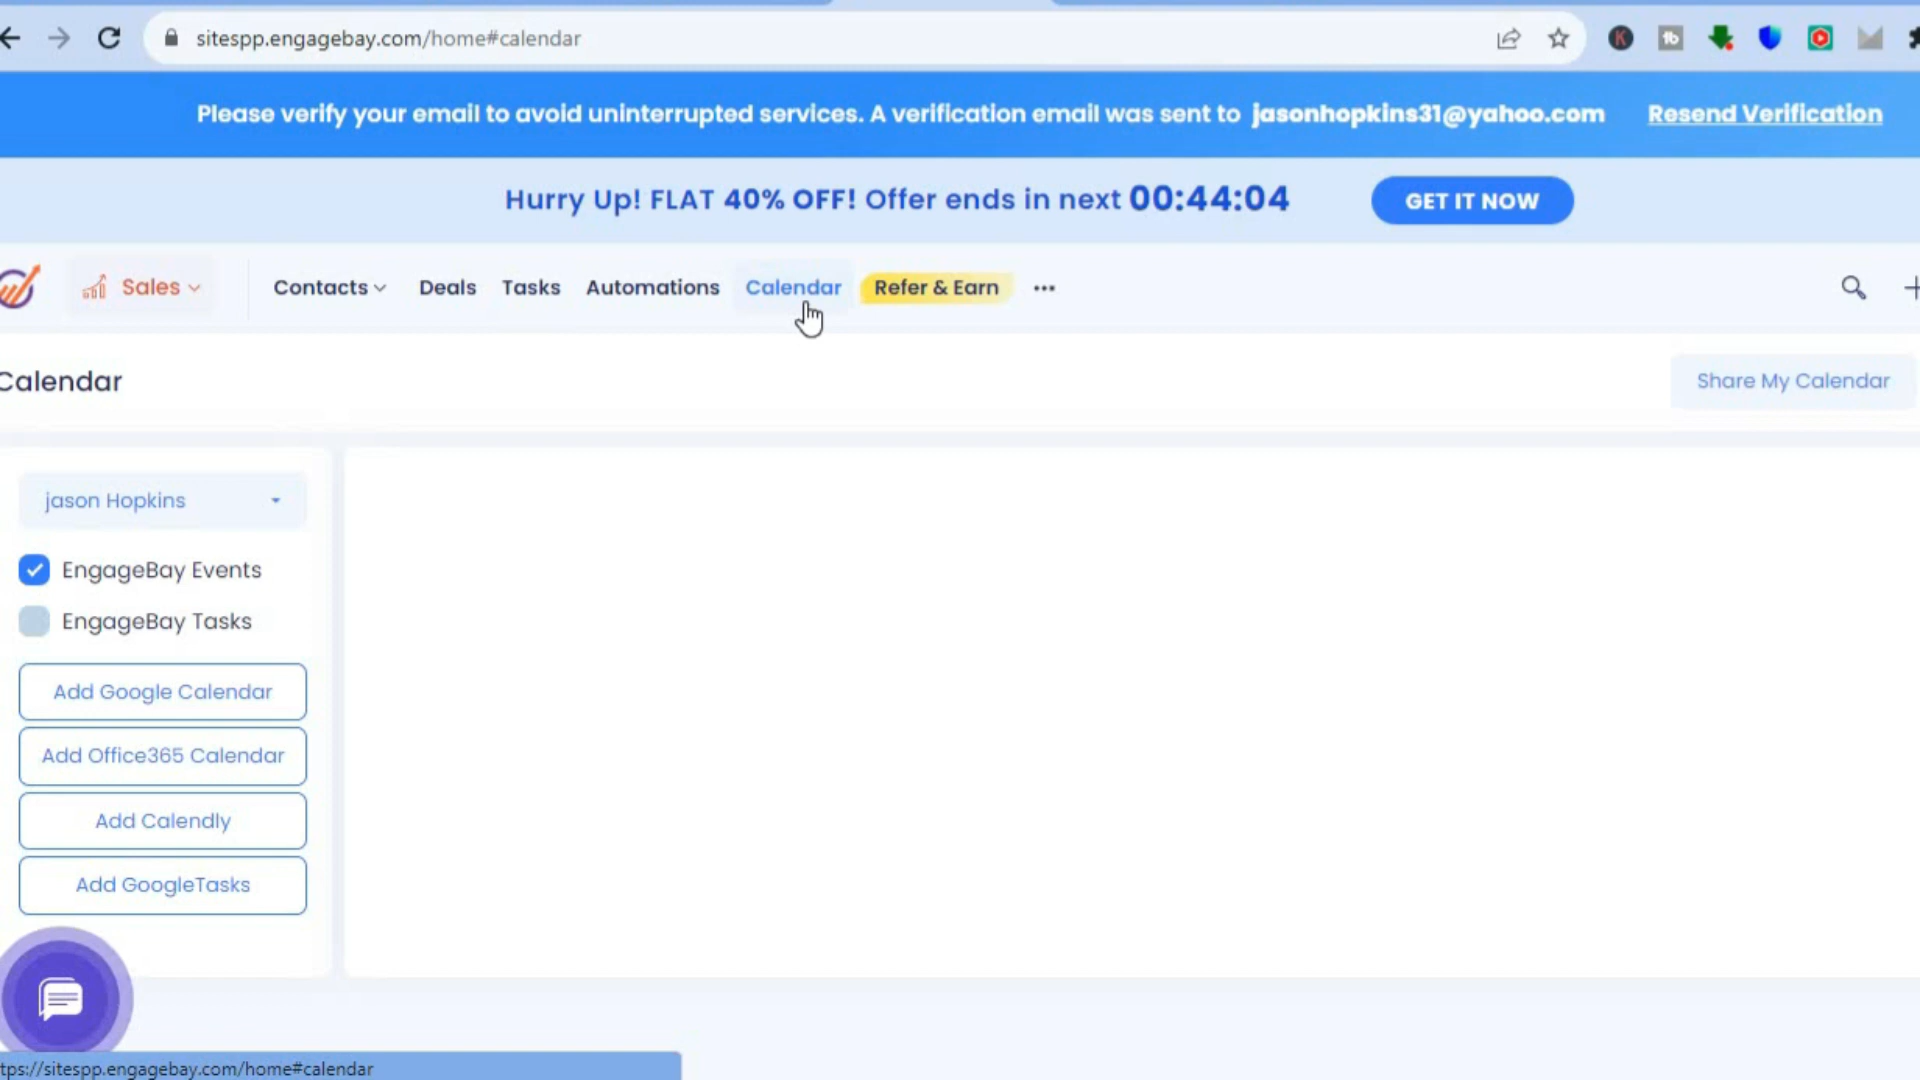 sitespp.engagebay.com/home#calendar
Please verify your email to avoid uninterrupted services. A verification email was sent to jasonhopkins31@yahoo.com Resend Verification
Hurry Up! FLAT 40% OFF! Offer ends in next 00:44:04 GET IT NOW
Sales Contacts Deals Tasks Automations Calendar Refer & Earn
Calendar Share My Calendar
jason Hopkins
EngageBay Events
EngageBay Tasks
Add Google Calendar
Add Office365 Calendar
Add Calendly
Add GoogleTasks
tps://sitespp.engagebay.com/home#calendar